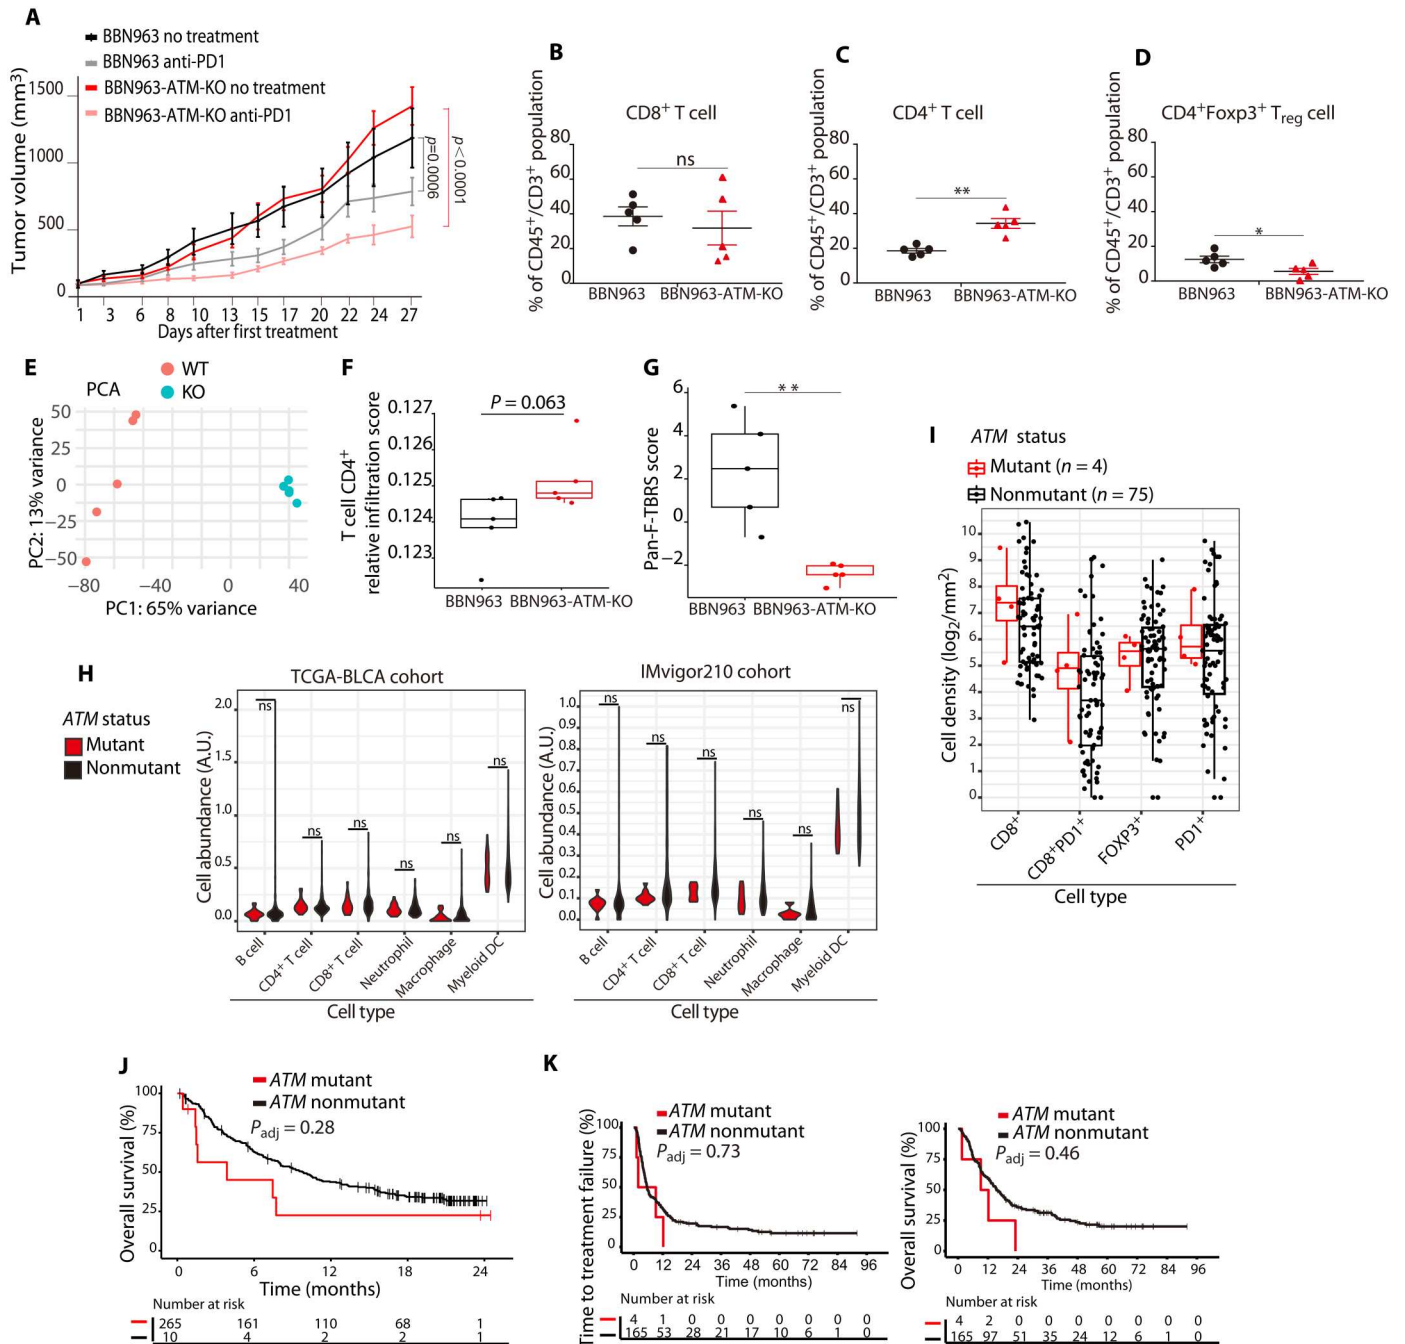 A
BBN963 no treatment
BBN963 anti-PD1
BBN963-ATM-KO no treatment
BBN963-ATM-KO anti-PD1
Tumor volume (mm³)
1500
1000
500
0
p=0.0006
p<0.0001
1 3 6 8 10 13 15 17 20 22 24 27
Days after first treatment
B
CD8⁺ T cell
% of CD45⁺/CD3⁺ population
80
60
40
20
0
ns
BBN963 BBN963-ATM-KO
C
CD4⁺ T cell
% of CD45⁺/CD3⁺ population
80
60
40
20
0
**
BBN963 BBN963-ATM-KO
D
CD4⁺Foxp3⁺ Treg cell
% of CD45⁺/CD3⁺ population
80
60
40
20
0
*
BBN963 BBN963-ATM-KO
E
WT
KO
PCA
PC2: 13% variance
50
25
0
−25
−50
−80 −40 0 40
PC1: 65% variance
F
T cell CD4⁺
relative infiltration score
0.127
0.126
0.125
0.124
0.123
P = 0.063
BBN963 BBN963-ATM-KO
G
Pan-F-TBRS score
6
4
2
0
−2
**
BBN963 BBN963-ATM-KO
H
ATM status
Mutant
Nonmutant
TCGA-BLCA cohort
Cell abundance (A.U.)
2.0
1.5
1.0
0.5
0.0
ns
ns
ns
ns
ns
ns
B cell
CD4⁺ T cell
CD8⁺ T cell
Neutrophil
Macrophage
Myeloid DC
Cell type
IMvigor210 cohort
Cell abundance (A.U.)
1.0
0.9
0.8
0.7
0.6
0.5
0.4
0.3
0.2
0.1
0.0
ns
ns
ns
ns
ns
ns
B cell
CD4⁺ T cell
CD8⁺ T cell
Neutrophil
Macrophage
Myeloid DC
Cell type
I
ATM status
Mutant (n = 4)
Nonmutant (n = 75)
Cell density (log₂/mm²)
10
9
8
7
6
5
4
3
2
1
0
CD8⁺
CD8⁺PD1⁺
FOXP3⁺
PD1⁺
Cell type
J
ATM mutant
ATM nonmutant
Padj = 0.28
Overall survival (%)
100
75
50
25
0
0 6 12 18 24
Time (months)
Number at risk
265 161 110 68 1
10 4 2 2 1
K
ATM mutant
ATM nonmutant
Padj = 0.73
Time to treatment failure (%)
100
75
50
25
0
0 12 24 36 48 60 72 84 96
Time (months)
Number at risk
4 1 0 0 0 0 0 0 0
165 53 28 21 17 10 6 1 0
ATM mutant
ATM nonmutant
Padj = 0.46
Overall survival (%)
100
75
50
25
0
0 12 24 36 48 60 72 84 96
Time (months)
Number at risk
4 2 0 0 0 0 0 0 0
165 97 51 35 24 12 6 1 0